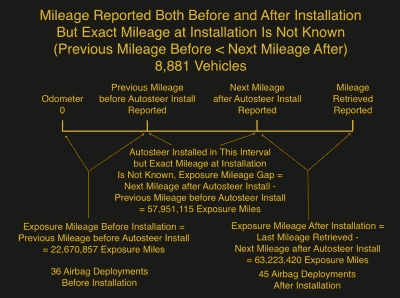 Mileage Reported Both Before and After Installation
But Exact Mileage at Installation Is Not Known
(Previous Mileage Before < Next Mileage After)
8,881 Vehicles
Odometer
0
Previous Mileage
before Autosteer Install
Reported
Next Mileage
after Autosteer Install
Reported
Mileage
Retrieved
Reported
Autosteer Installed in This Interval
but Exact Mileage at Installation
Is Not Known, Exposure Mileage Gap =
Next Mileage after Autosteer Install -
Previous Mileage before Autosteer Install
= 57,951,115 Exposure Miles
Exposure Mileage Before Installation =
Previous Mileage before Autosteer Install
= 22,670,857 Exposure Miles
36 Airbag Deployments
Before Installation
Exposure Mileage After Installation =
Last Mileage Retrieved -
Next Mileage after Autosteer Install
= 63,223,420 Exposure Miles
45 Airbag Deployments
After Installation